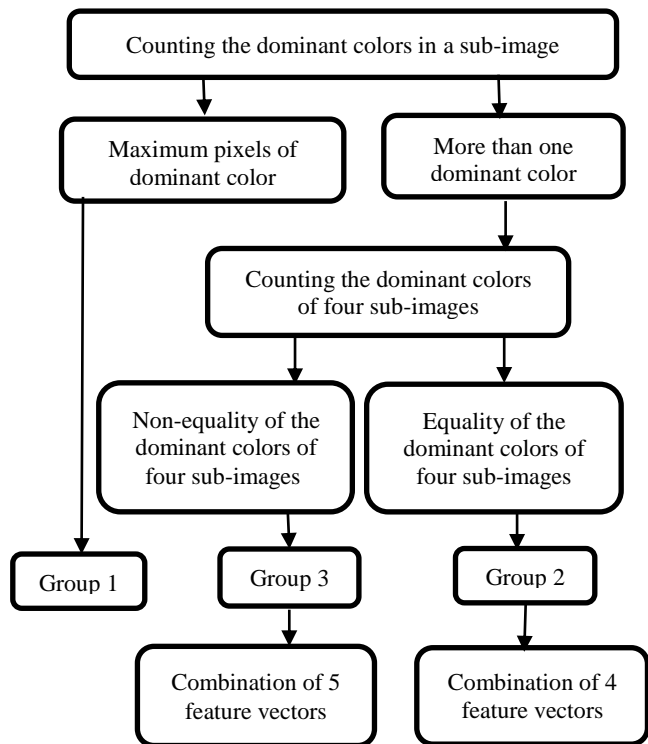 Counting the dominant colors in a sub-image
Maximum pixels of
dominant color
More than one
dominant color
Counting the dominant colors
of four sub-images
Non-equality of the
dominant colors of
four sub-images
Equality of the
dominant colors of
four sub-images
Group 1
Group 3
Group 2
Combination of 5
feature vectors
Combination of 4
feature vectors